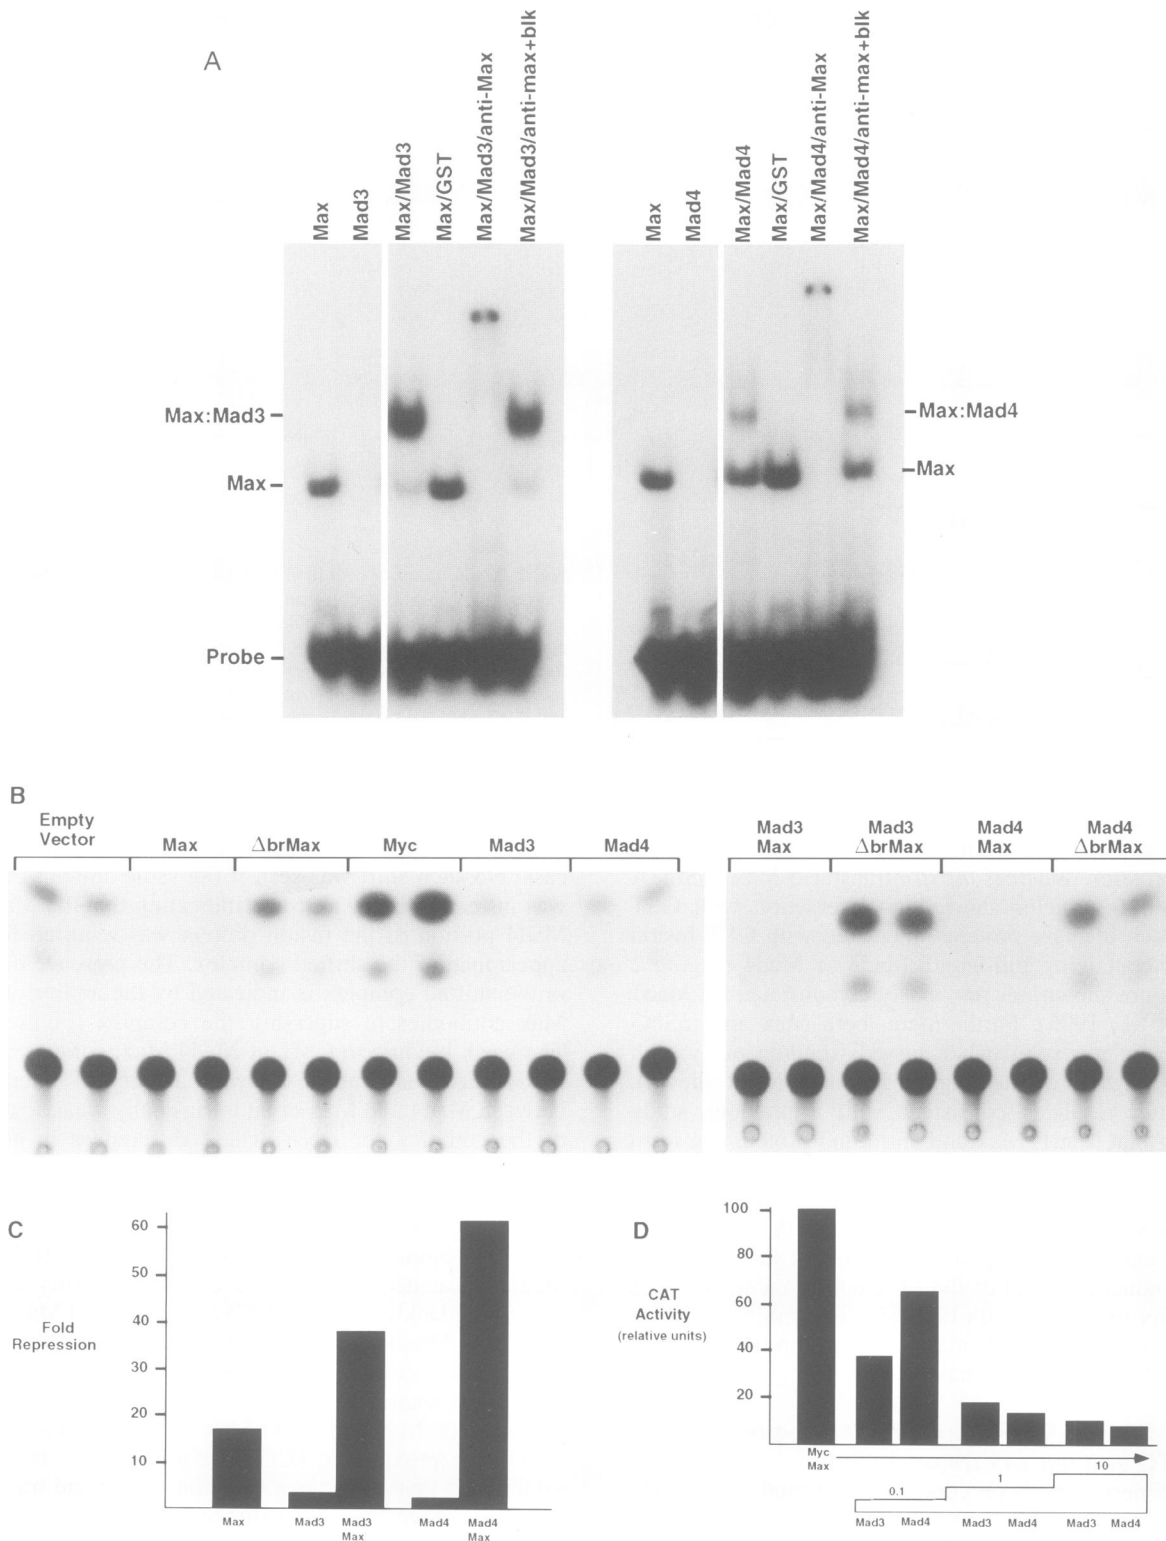 A
Max
Mad3
Max/Mad3
Max/GST
Max/Mad3/anti-Max
Max/Mad3/anti-max+blk
Max
Mad4
Max/Mad4
Max/GST
Max/Mad4/anti-Max
Max/Mad4/anti-max+blk
Max:Mad3
Max
Probe
Max:Mad4
Max
B
Empty
Vector
Max
ΔbrMax
Myc
Mad3
Mad4
Mad3
Max
Mad3
ΔbrMax
Mad4
Max
Mad4
ΔbrMax
C
Fold
Repression
60
50
40
30
20
10
Max
Mad3
Mad3
Max
Mad4
Mad4
Max
D
CAT
Activity
(relative units)
100
80
60
40
20
Myc
Max
0.1
1
10
Mad3
Mad4
Mad3
Mad4
Mad3
Mad4